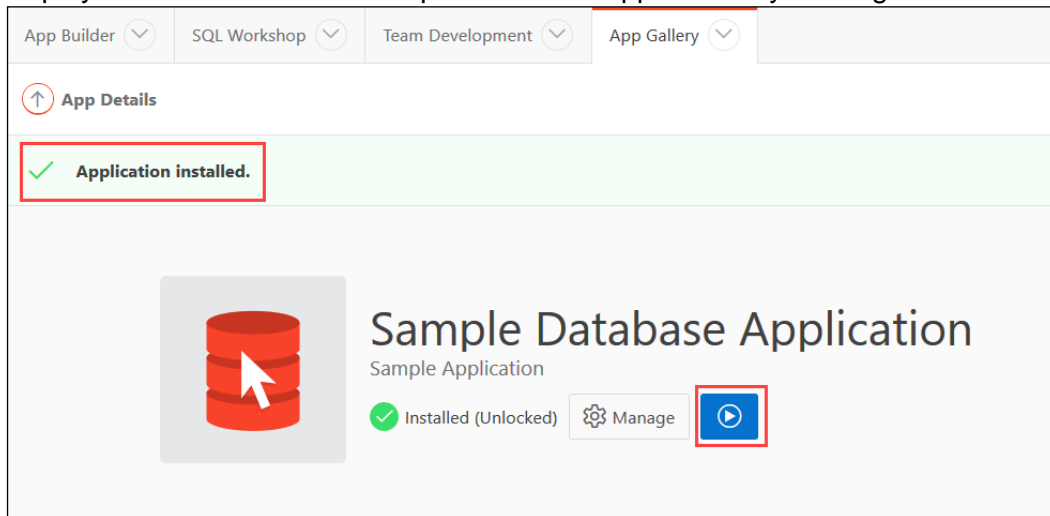 App Builder SQL Workshop Team Development App Gallery
App Details
Application installed.
Sample Database Application
Sample Application
Installed (Unlocked) Manage